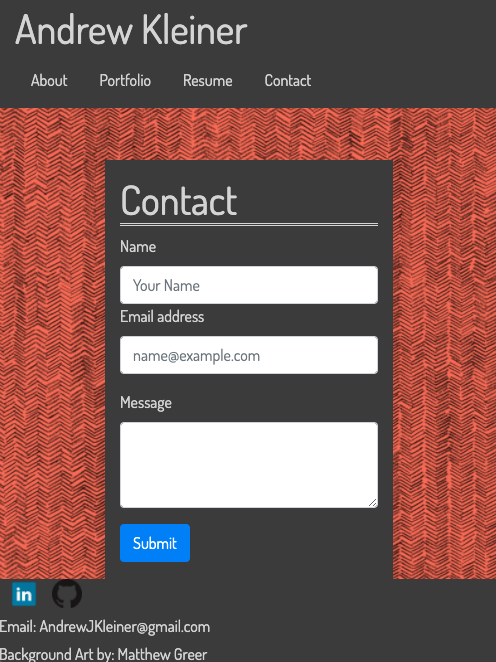 Andrew Kleiner
About Portfolio Resume Contact
Contact
Name
Your Name
Email address
name@example.com
Message
Submit
in
Email: AndrewJKleiner@gmail.com
Background Art by: Matthew Greer